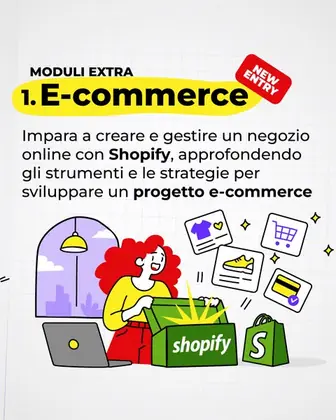 MODULI EXTRA
NEW
ENTRY
1. E-commerce
Impara a creare e gestire un negozio
online con Shopify, approfondendo
gli strumenti e le strategie per
sviluppare un progetto e-commerce
shopify
S